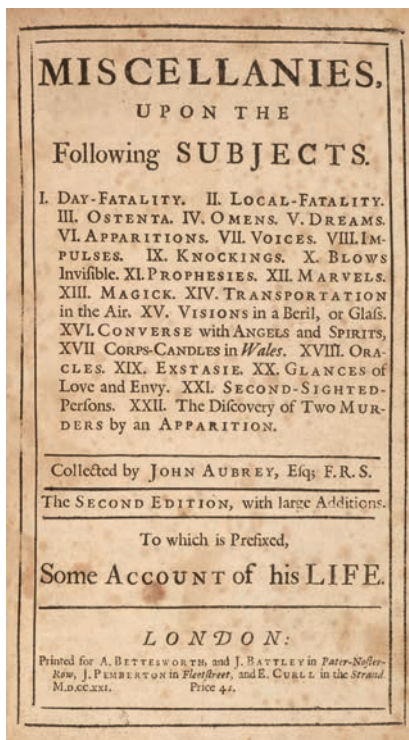 MISCELLANIES,
UPON THE
Following SUBJECTS.
I. DAY-FATALITY. II. LOCAL-FATALITY.
III. OSTENTA. IV. OMENS. V. DREAMS.
VI. APPARITIONS. VII. VOICES. VIII. IM-
PULSES. IX. KNOCKINGS. X. BLOWS
Inviſible. XI. PROPHESIES. XII. MARVELS.
XIII. MAGICK. XIV. TRANSPORTATION
in the Air. XV. VISIONS in a Beril, or Glaſs.
XVI. CONVERSE with ANGELS and SPIRITS,
XVII CORPS-CANDLES in Wales. XVIII. ORA-
CLES. XIX. EXSTASIE. XX. GLANCES of
Love and Envy. XXI. SECOND-SIGHTED-
Perſons. XXII. The Diſcovery of Two MUR-
DERS by an APPARITION.
Collected by JOHN AUBREY, Eſq; F.R.S.
The SECOND EDITION, with large Additions.
To which is Prefixed,
Some ACCOUNT of his LIFE.
LONDON:
Printed for A. BETTESWORTH, and J. BATTLEY in Pater-Noſter-
Row, J. PEMBERTON in Fleetſtreet, and E. CURLL in the Strand.
M.D.CC.XXI. Price 4s.